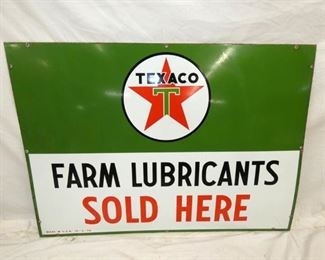 TEXACO
T
FARM LUBRICANTS
SOLD HERE